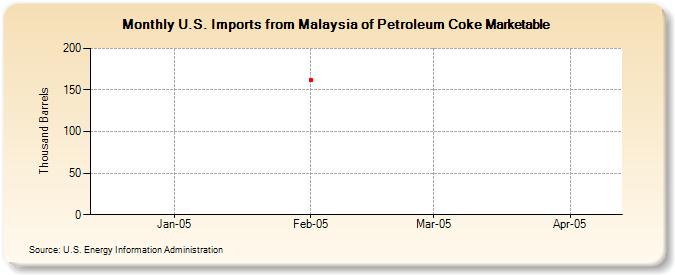 Monthly U.S. Imports from Malaysia of Petroleum Coke Marketable
Thousand Barrels
200
150
100
50
0
Jan-05 Feb-05 Mar-05 Apr-05
Source: U.S. Energy Information Administration